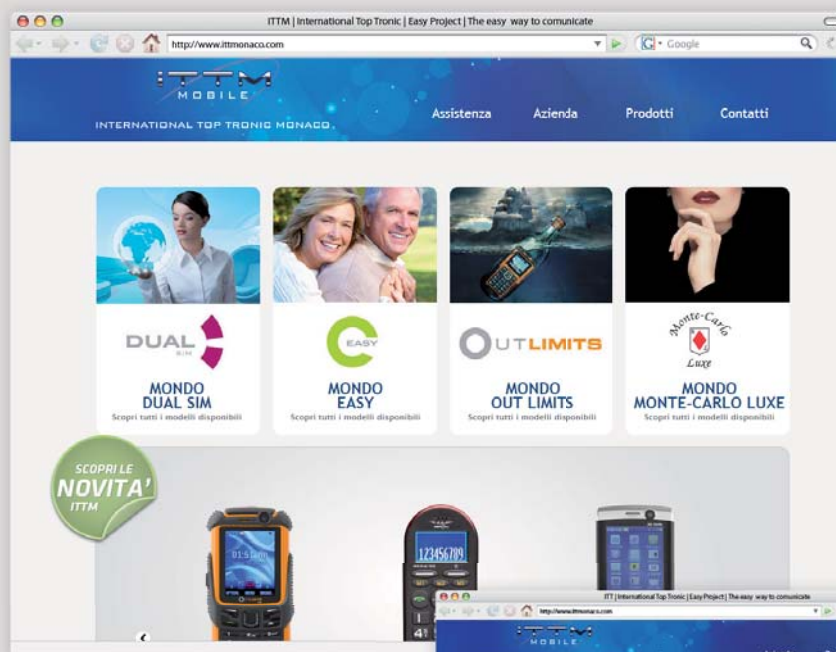 ITTM | International Top Tronic | Easy Project | The easy way to comunicate
http://www.ittmonaco.com
G Google
ITTM
MOBILE
INTERNATIONAL TOP TRONIC MONACO
Assistenza Azienda Prodotti Contatti
DUAL
SIM
EASY
OUTLIMITS
Monte-Carlo
Luxe
MONDO
DUAL SIM
Scopri tutti i modelli disponibili
MONDO
EASY
Scopri tutti i modelli disponibili
MONDO
OUT LIMITS
Scopri tutti i modelli disponibili
MONDO
MONTE-CARLO LUXE
Scopri tutti i modelli disponibili
SCOPRI LE
NOVITA'
ITTM
123456789
ITT | International Top Tronic | Easy Project | The easy way to comunicate
http://www.ittmonaco.com
ITTM
MOBILE